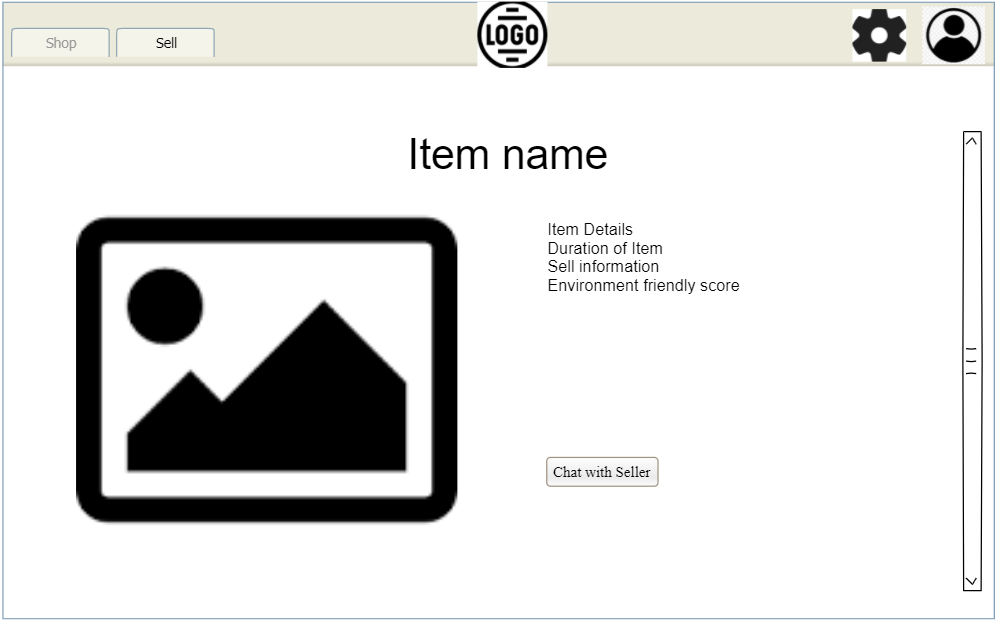 Shop
Sell
LOGO
Item name
Item Details
Duration of Item
Sell information
Environment friendly score
Chat with Seller